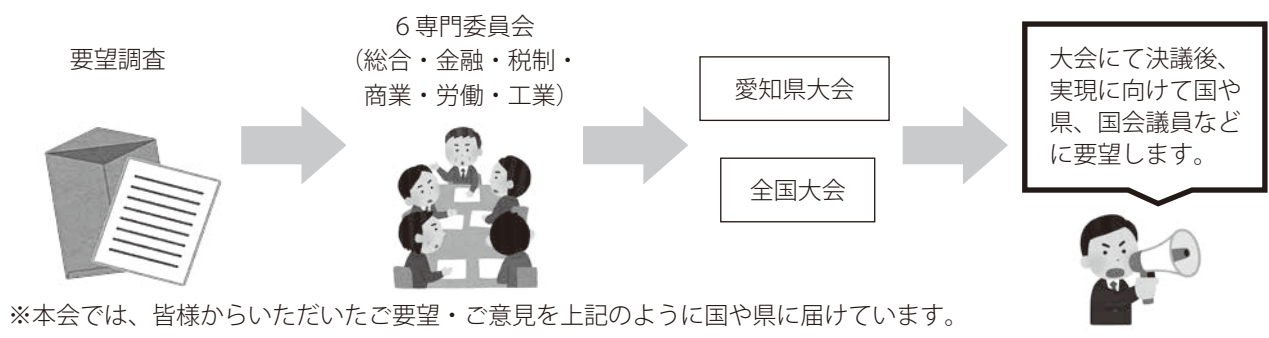 要望調査
６専門委員会
（総合・金融・税制・
商業・労働・工業）
愛知県大会
全国大会
大会にて決議後、
実現に向けて国や
県、国会議員など
に要望します。
※本会では、皆様からいただいたご要望・ご意見を上記のように国や県に届けています。